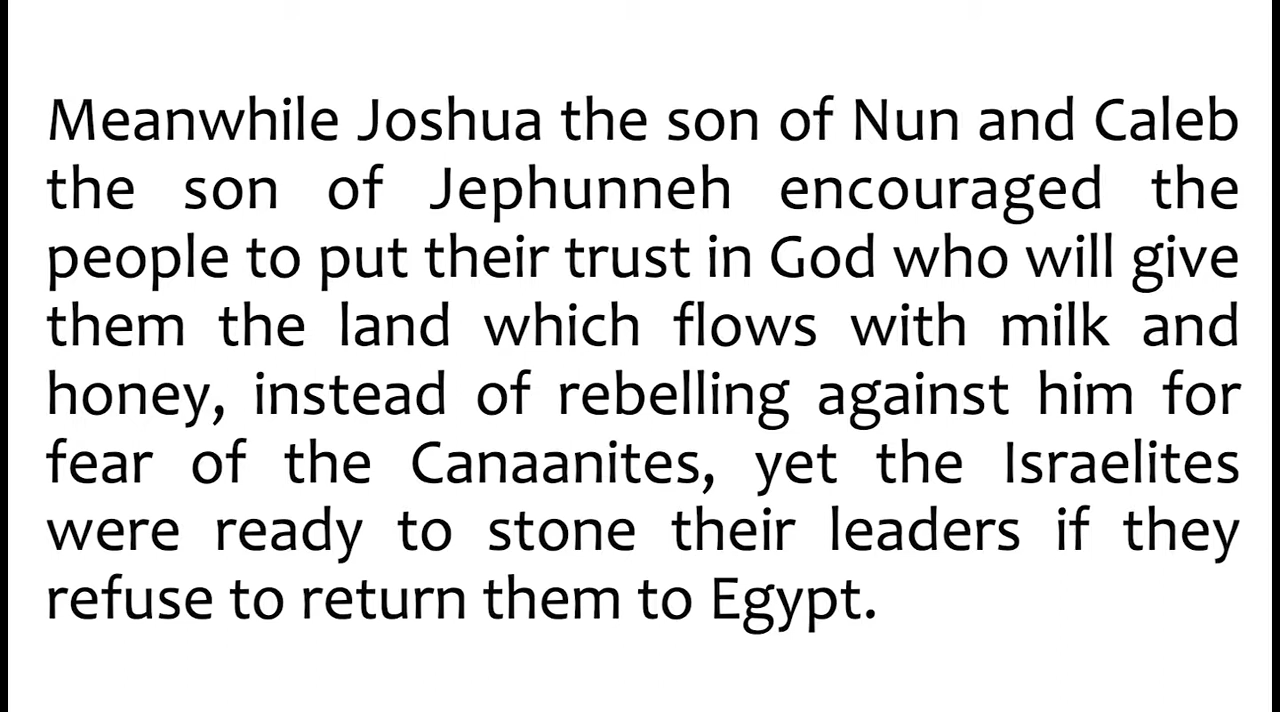 Meanwhile Joshua the son of Nun and Caleb
the son of Jephunneh encouraged the
people to put their trust in God who will give
them the land which flows with milk and
honey, instead of rebelling against him for
fear of the Canaanites, yet the Israelites
were ready to stone their leaders if they
refuse to return them to Egypt.